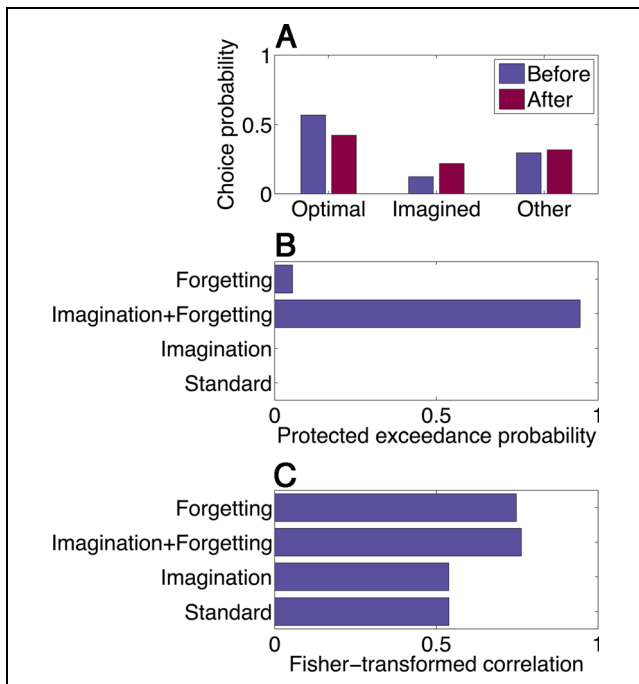 A
Choice probability
1
0.5
0
Before
After
Optimal Imagined Other
B
Forgetting
Imagination+Forgetting
Imagination
Standard
0 0.5 1
Protected exceedance probability
C
Forgetting
Imagination+Forgetting
Imagination
Standard
0 0.5 1
Fisher−transformed correlation